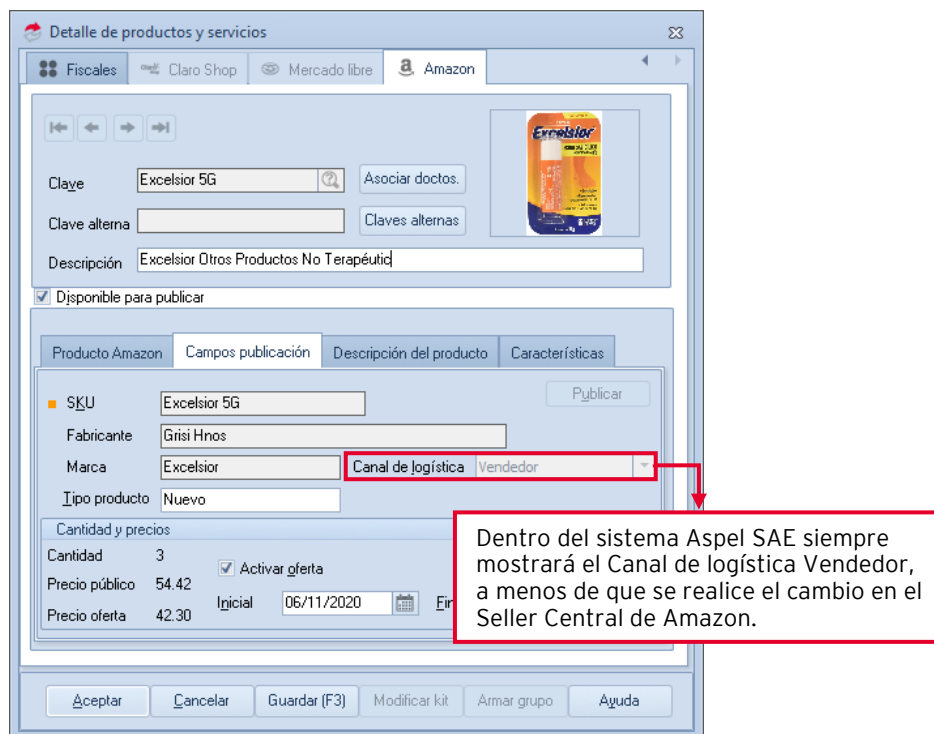 Detalle de productos y servicios
Fiscales Claro Shop Mercado libre Amazon
Excelsior
Clave Excelsior 5G Asociar doctos.
Clave alterna Claves alternas
Descripción Excelsior Otros Productos No Terapéutic
Disponible para publicar
Producto Amazon Campos publicación Descripción del producto Características
SKU Excelsior 5G Publicar
Fabricante Grisi Hnos
Marca Excelsior Canal de logística Vendedor
Tipo producto Nuevo
Cantidad y precios
Cantidad 3
Activar oferta
Precio público 54.42
Inicial 06/11/2020 Fin
Precio oferta 42.30
Dentro del sistema Aspel SAE siempre
mostrará el Canal de logística Vendedor,
a menos de que se realice el cambio en el
Seller Central de Amazon.
Aceptar Cancelar Guardar (F3) Modificar kit Armar grupo Ayuda